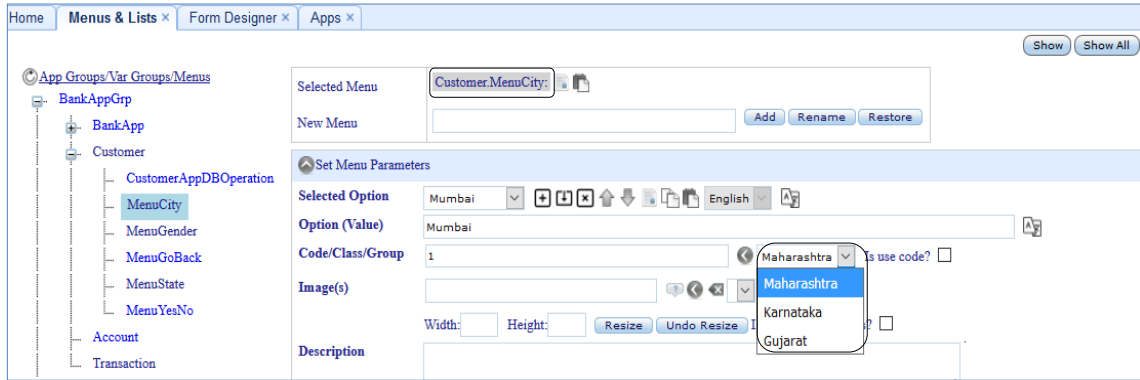 Home Menus & Lists × Form Designer × Apps ×
Show Show All
App Groups/Var Groups/Menus
BankAppGrp
BankApp
Customer
CustomerAppDBOperation
MenuCity
MenuGender
MenuGoBack
MenuState
MenuYesNo
Account
Transaction
Selected Menu Customer.MenuCity:
New Menu Add Rename Restore
Set Menu Parameters
Selected Option Mumbai English
Option (Value) Mumbai
Code/Class/Group 1 Maharashtra Is use code?
Maharashtra
Karnataka
Gujarat
Image(s)
Width: Height: Resize Undo Resize
Description